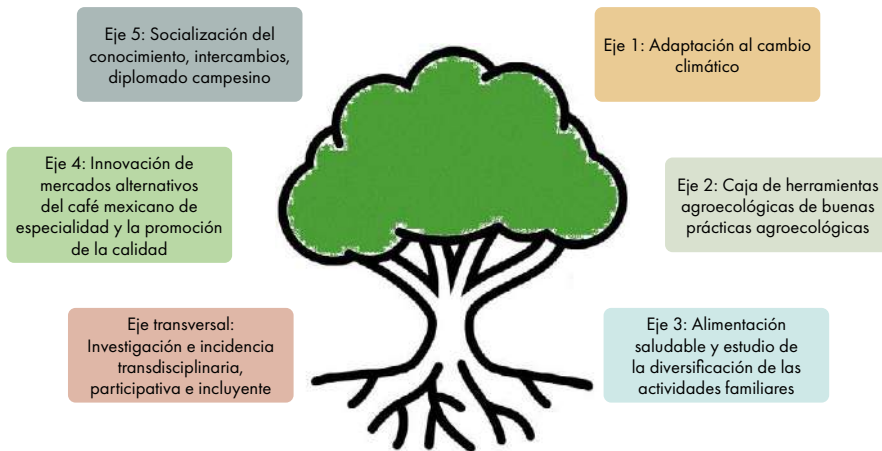 Eje 5: Socialización del
conocimiento, intercambios,
diplomado campesino
Eje 1: Adaptación al cambio
climático
Eje 4: Innovación de
mercados alternativos
del café mexicano de
especialidad y la promoción
de la calidad
Eje 2: Caja de herramientas
agroecológicas de buenas
prácticas agroecológicas
Eje transversal:
Investigación e incidencia
transdisciplinaria,
participativa e incluyente
Eje 3: Alimentación
saludable y estudio de
la diversificación de las
actividades familiares